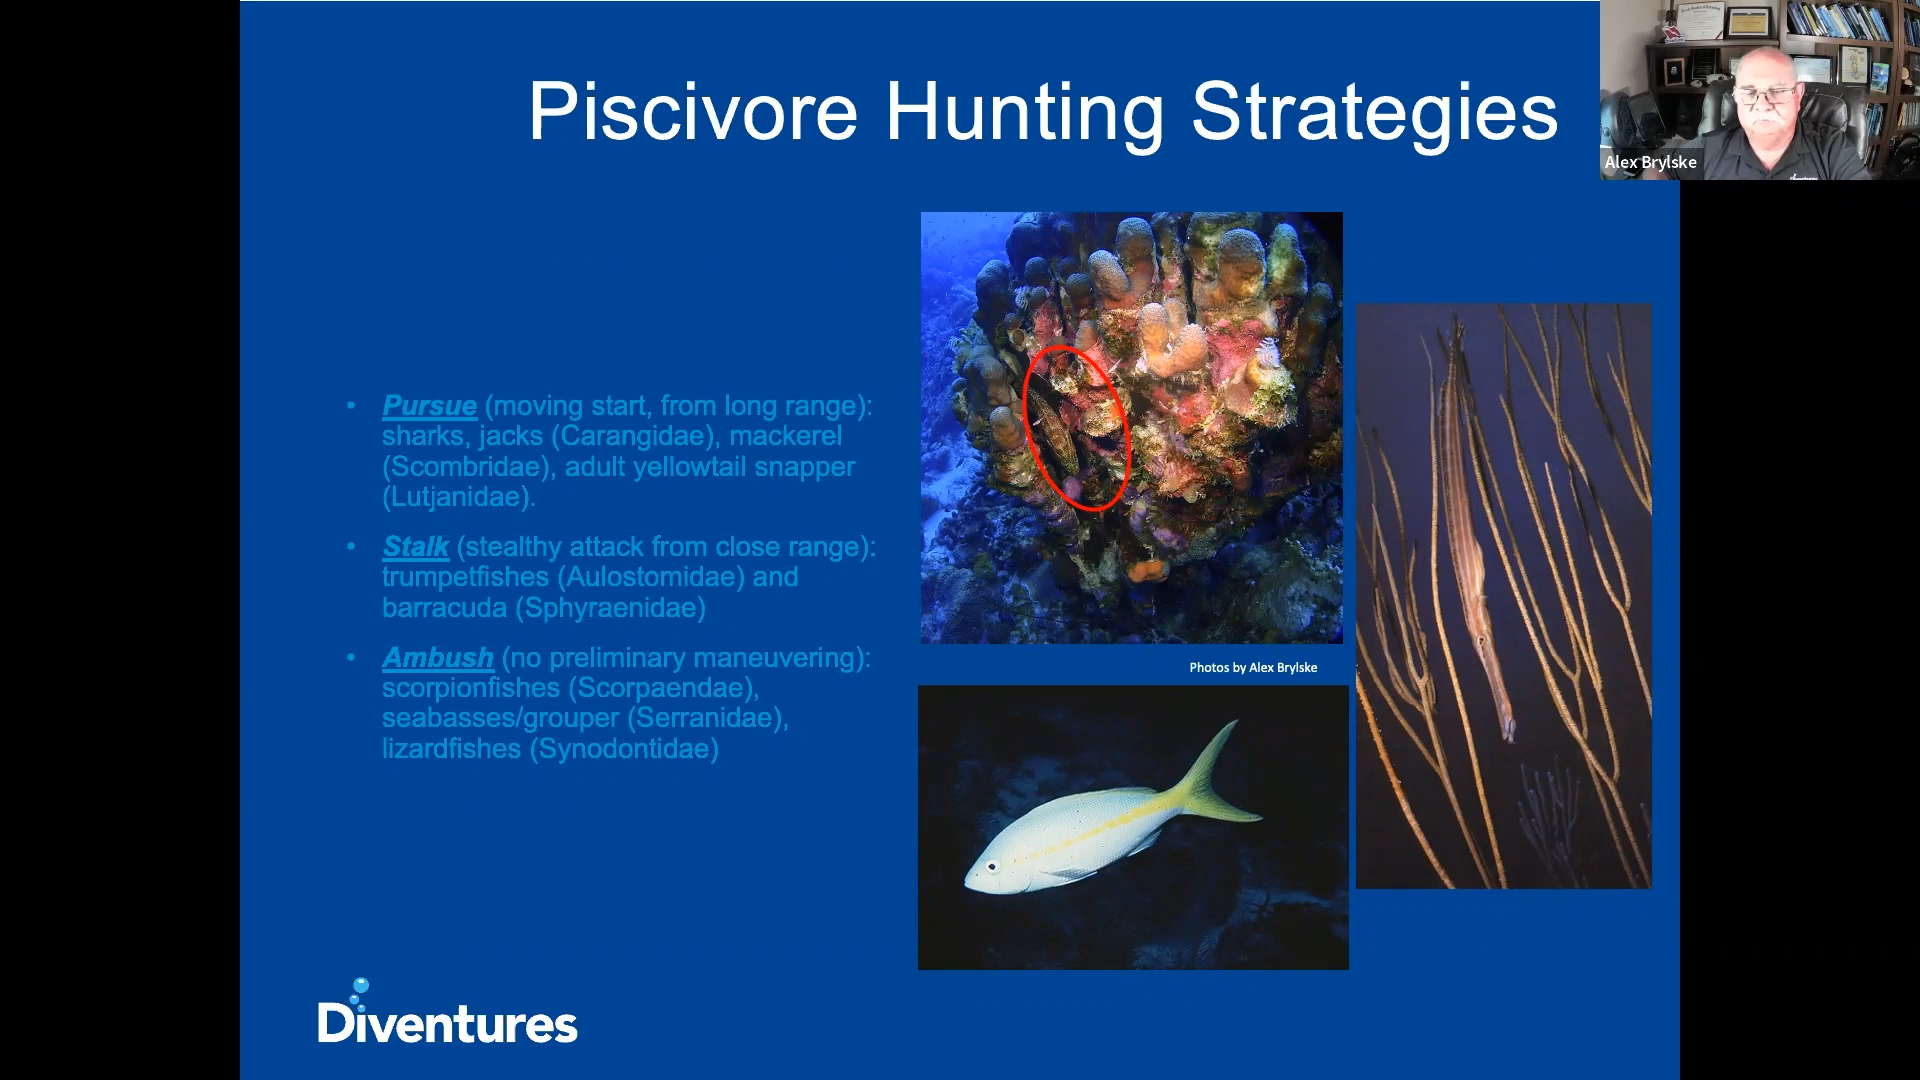 Piscivore Hunting Strategies
Alex Brylske
• Pursue (moving start, from long range):
sharks, jacks (Carangidae), mackerel
(Scombridae), adult yellowtail snapper
(Lutjanidae).
• Stalk (stealthy attack from close range):
trumpetfishes (Aulostomidae) and
barracuda (Sphyraenidae)
• Ambush (no preliminary maneuvering):
scorpionfishes (Scorpaendae),
seabasses/grouper (Serranidae),
lizardfishes (Synodontidae)
Photos by Alex Brylske
Diventures